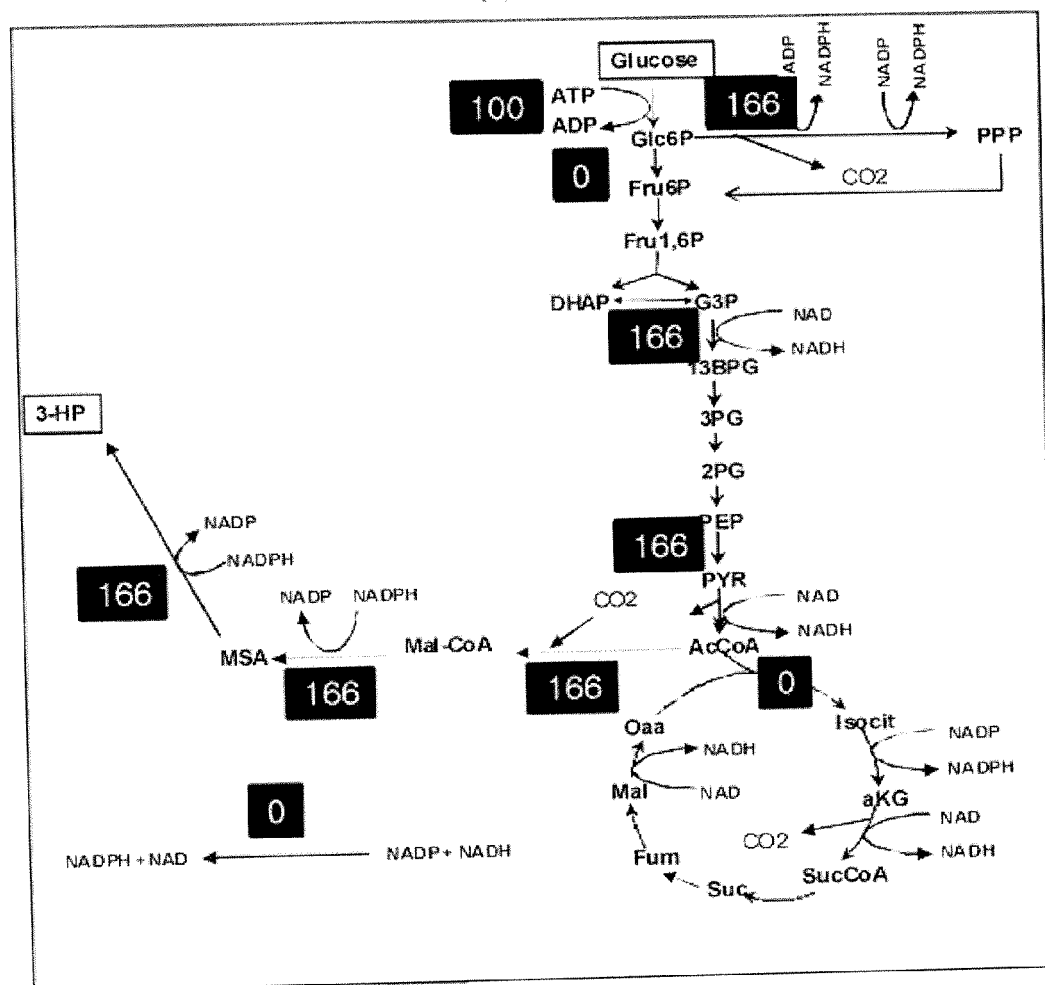 Glucose
ADP
NADPH
NADP
NADPH
100
ATP
166
ADP
Glc6P
PPP
0
CO2
Fru6P
Fru1,6P
DHAP
G3P
NAD
166
NADH
13BPG
3-HP
3PG
2PG
NADP
PEP
166
NADPH
166
PYR
NADP
NADPH
CO2
NAD
NADH
MSA
Mal-CoA
AcCoA
166
166
0
Oaa
Isocit
NADP
NADH
NADPH
Mal
NAD
aKG
0
CO2
NAD
NADPH + NAD
NADP + NADH
Fum
NADH
Suc
SucCoA